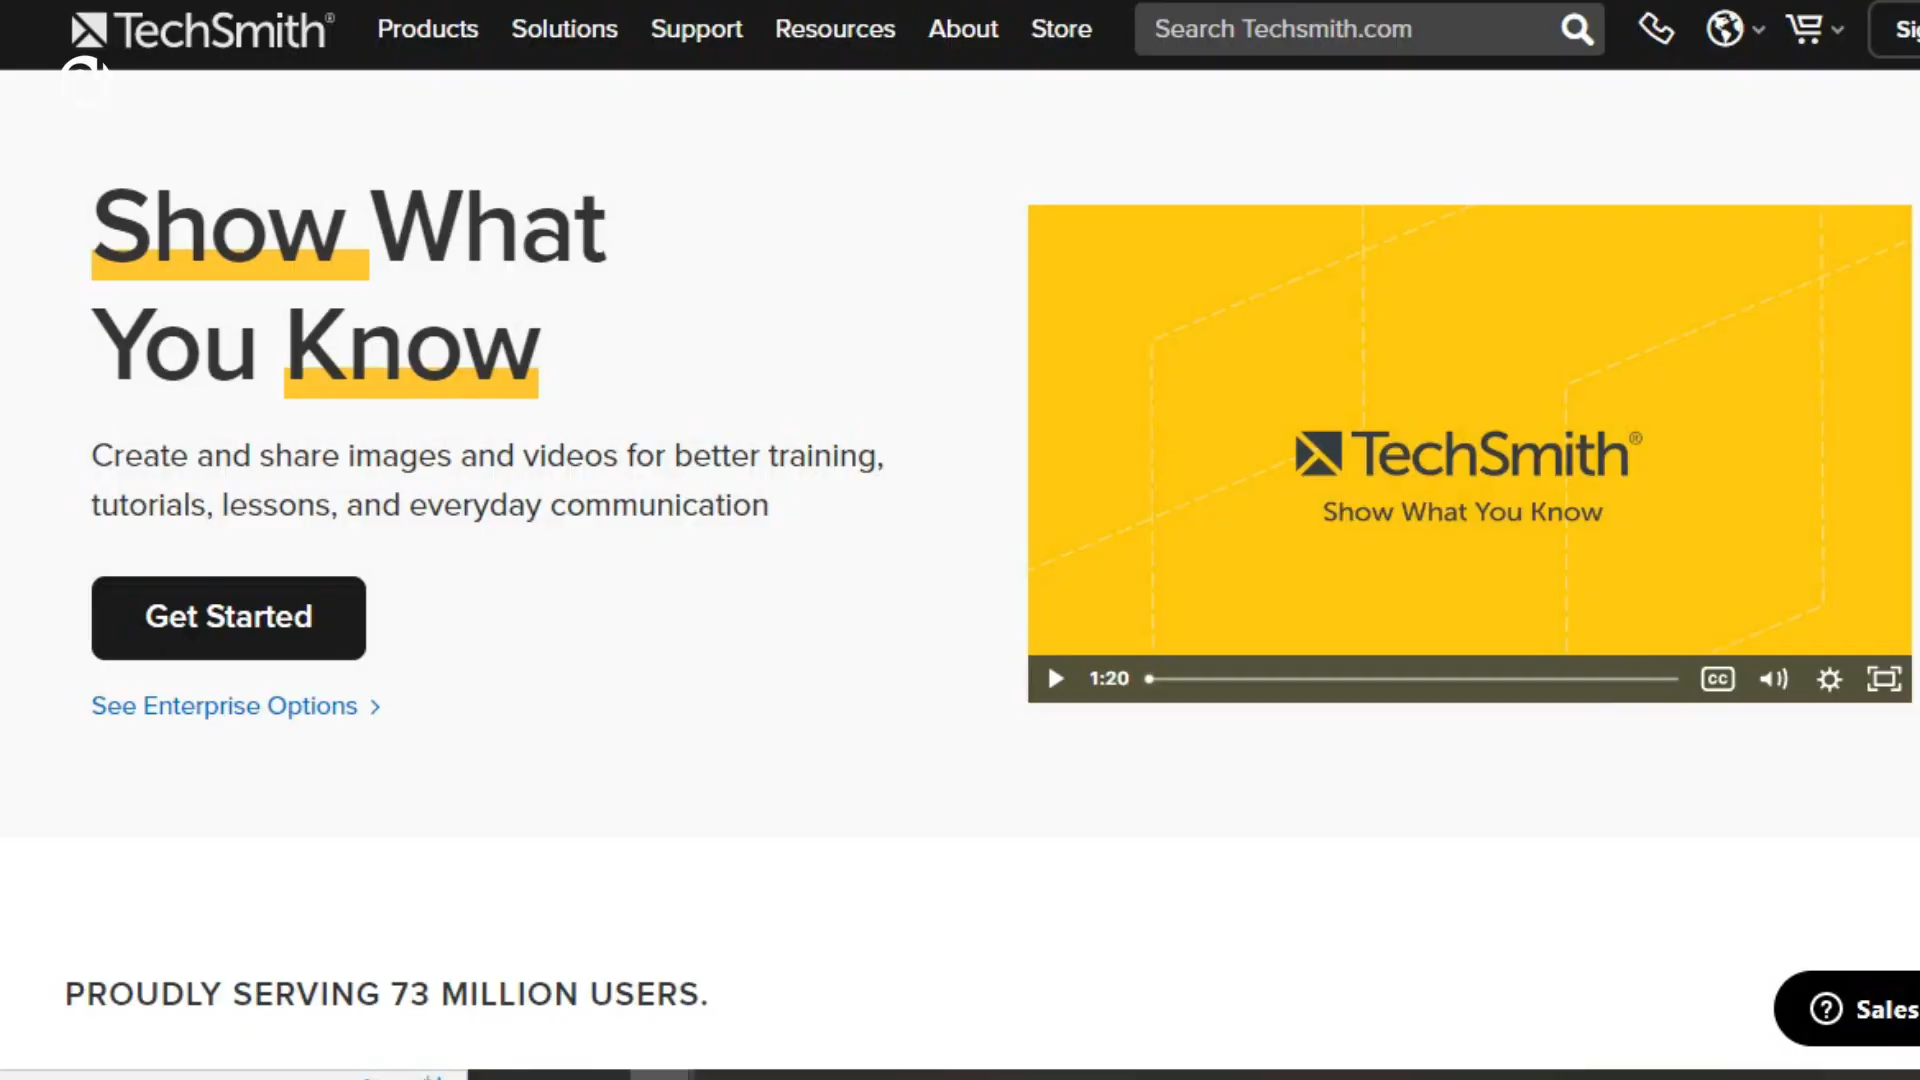 TechSmith®
Products
Solutions
Support
Resources
About
Store
Search Techsmith.com
Show What
You Know
Create and share images and videos for better training,
tutorials, lessons, and everyday communication
Get Started
See Enterprise Options
TechSmith®
Show What You Know
1:20
CC
PROUDLY SERVING 73 MILLION USERS.
Sales